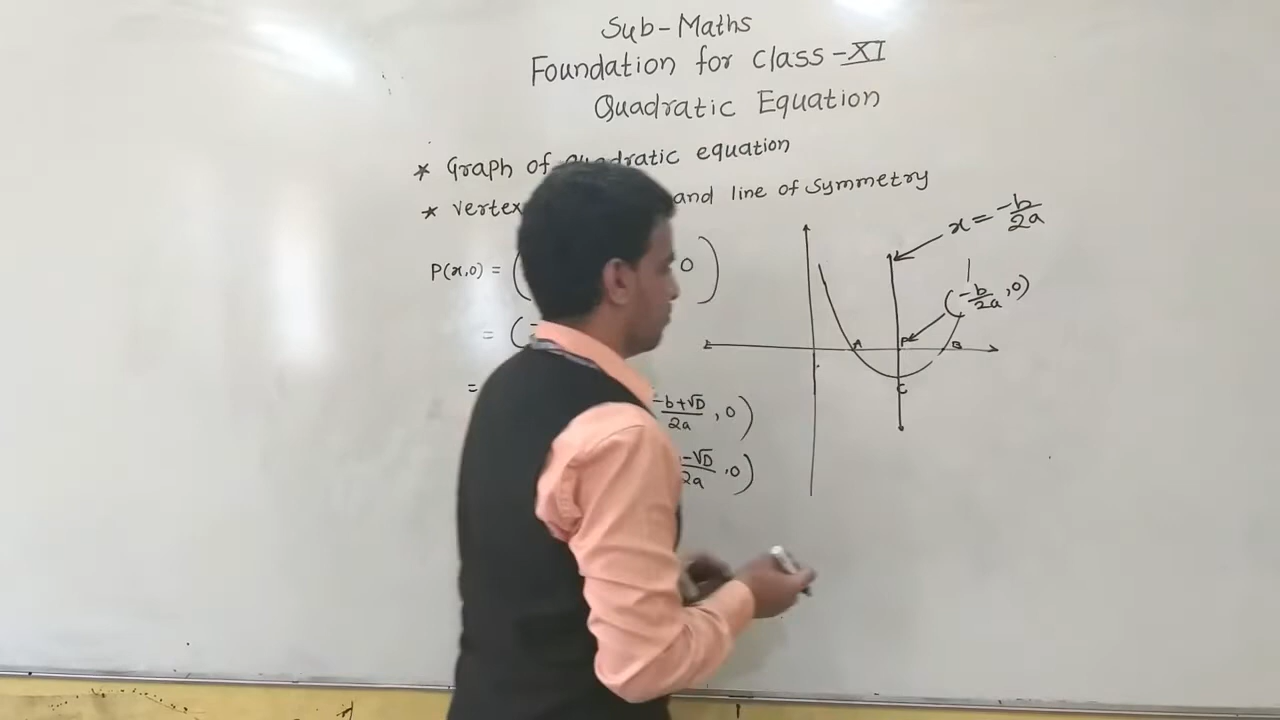 Sub-Maths
Foundation for class-XI
Quadratic Equation
* Graph of quadratic equation
* Vertex and line of symmetry
P(x,0) = ( 0 )
= (
=
-b+√D/2a , 0 )
-√D/2a , 0 )
x = -b/2a
(-b/2a , 0)
A P B
C